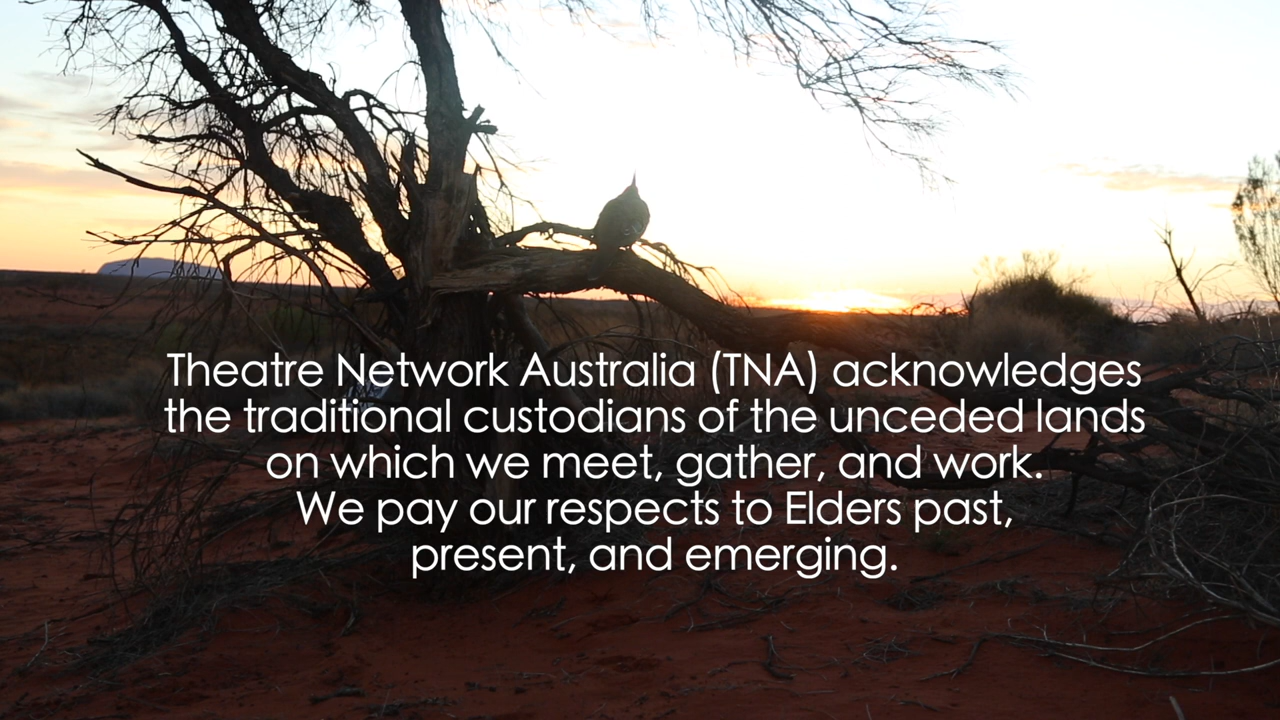 Theatre Network Australia (TNA) acknowledges
the traditional custodians of the unceded lands
on which we meet, gather, and work.
We pay our respects to Elders past,
present, and emerging.